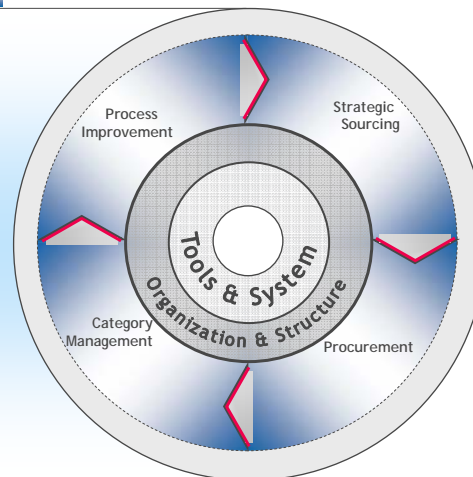 Process
Improvement
Strategic
Sourcing
Tools & System
Organization & Structure
Category
Management
Procurement